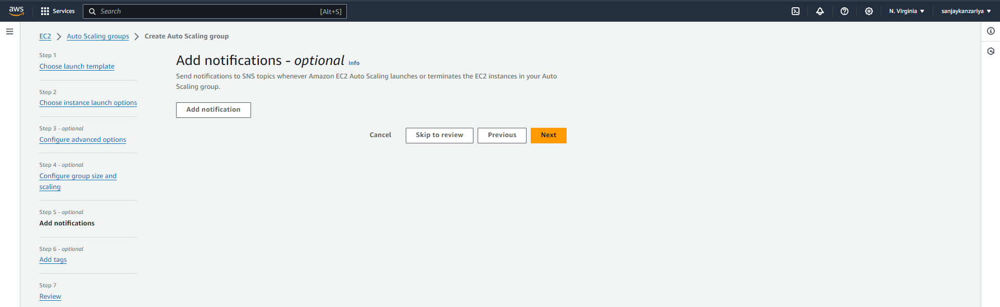 aws Services Search [Alt+S] N. Virginia sanjaykanzariya
EC2 Auto Scaling groups Create Auto Scaling group
Step 1
Choose launch template
Step 2
Choose instance launch options
Step 3 - optional
Configure advanced options
Step 4 - optional
Configure group size and
scaling
Step 5 - optional
Add notifications
Step 6 - optional
Add tags
Step 7
Review
Add notifications - optional Info
Send notifications to SNS topics whenever Amazon EC2 Auto Scaling launches or terminates the EC2 instances in your Auto
Scaling group.
Add notification
Cancel Skip to review Previous Next